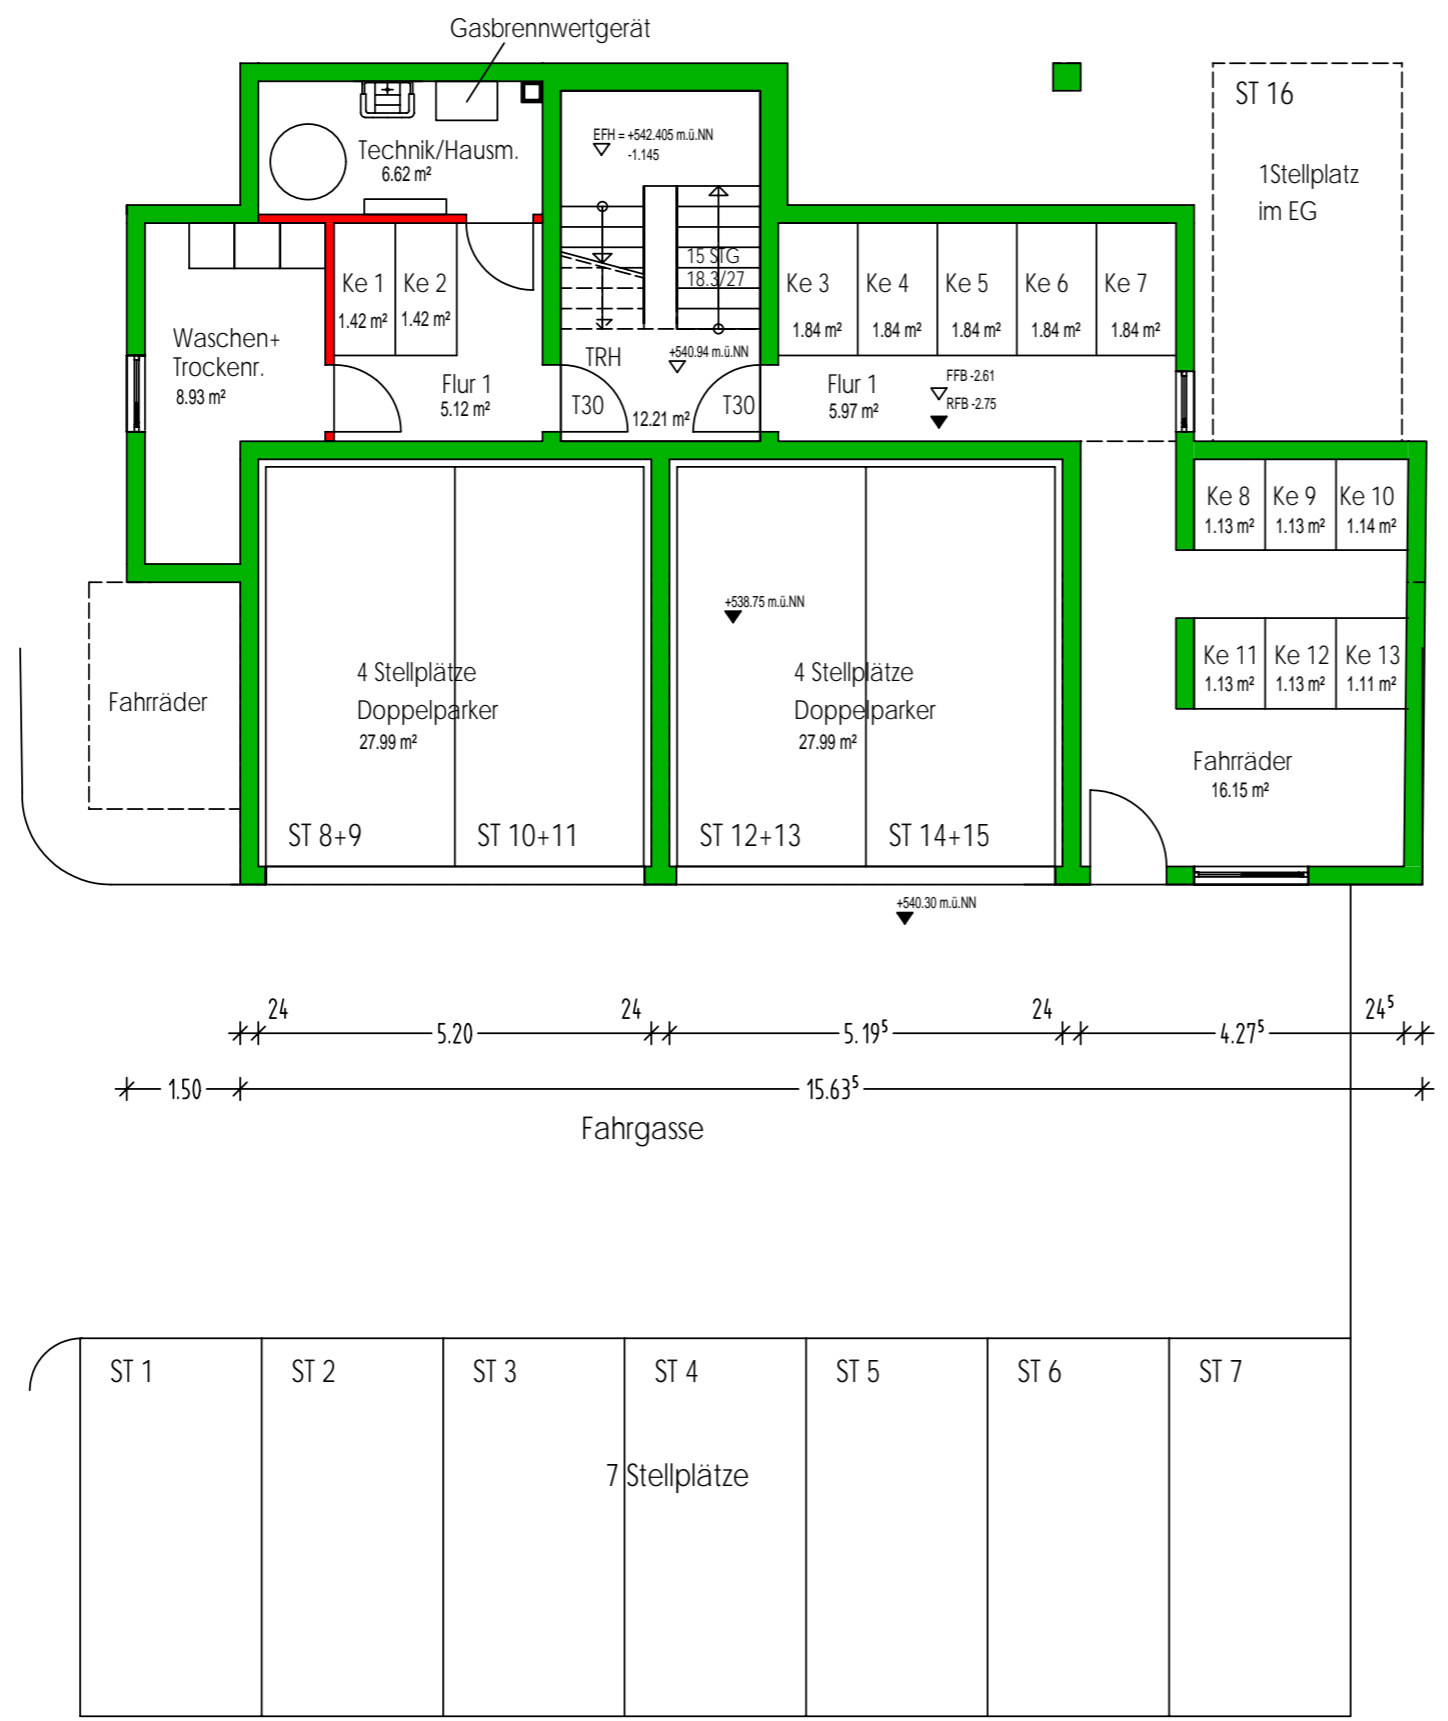 Gasbrennwertgerät
ST 16
EFH = +542.405 m.ü.NN
-1.145
Technik/Hausm.
6.62 m²
1Stellplatz
im EG
15 STG
18.3/27
Ke 1
1.42 m²
Ke 2
1.42 m²
Ke 3
1.84 m²
Ke 4
1.84 m²
Ke 5
1.84 m²
Ke 6
1.84 m²
Ke 7
1.84 m²
Waschen+
Trockenr.
8.93 m²
TRH
+540.94 m.ü.NN
Flur 1
5.12 m²
T30
12.21 m²
T30
Flur 1
5.97 m²
FFB -2.61
RFB -2.75
Ke 8
1.13 m²
Ke 9
1.13 m²
Ke 10
1.14 m²
+538.75 m.ü.NN
Ke 11
1.13 m²
Ke 12
1.13 m²
Ke 13
1.11 m²
Fahrräder
4 Stellplätze
Doppelparker
27.99 m²
4 Stellplätze
Doppelparker
27.99 m²
Fahrräder
16.15 m²
ST 8+9
ST 10+11
ST 12+13
ST 14+15
+540.30 m.ü.NN
24
24
24
24⁵
5.20
5.19⁵
4.27⁵
1.50
15.63⁵
Fahrgasse
ST 1
ST 2
ST 3
ST 4
ST 5
ST 6
ST 7
7 Stellplätze